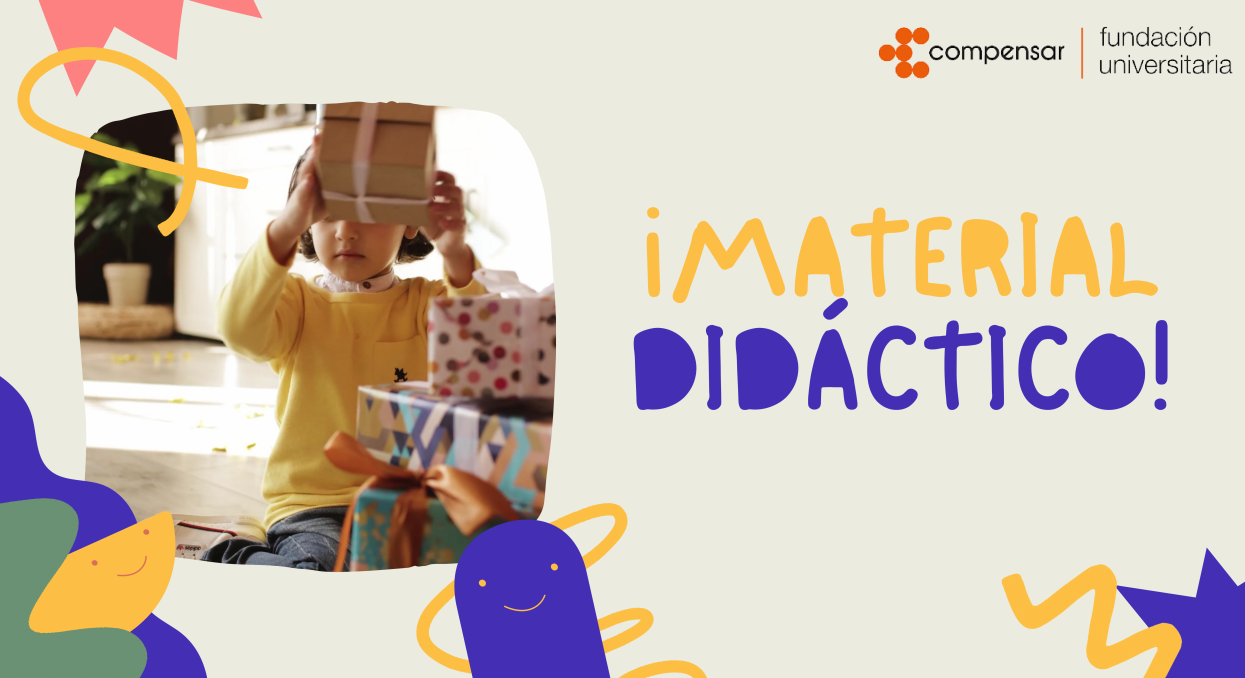 compensar
fundación
universitaria
¡MATERIAL
DIDÁCTICO!